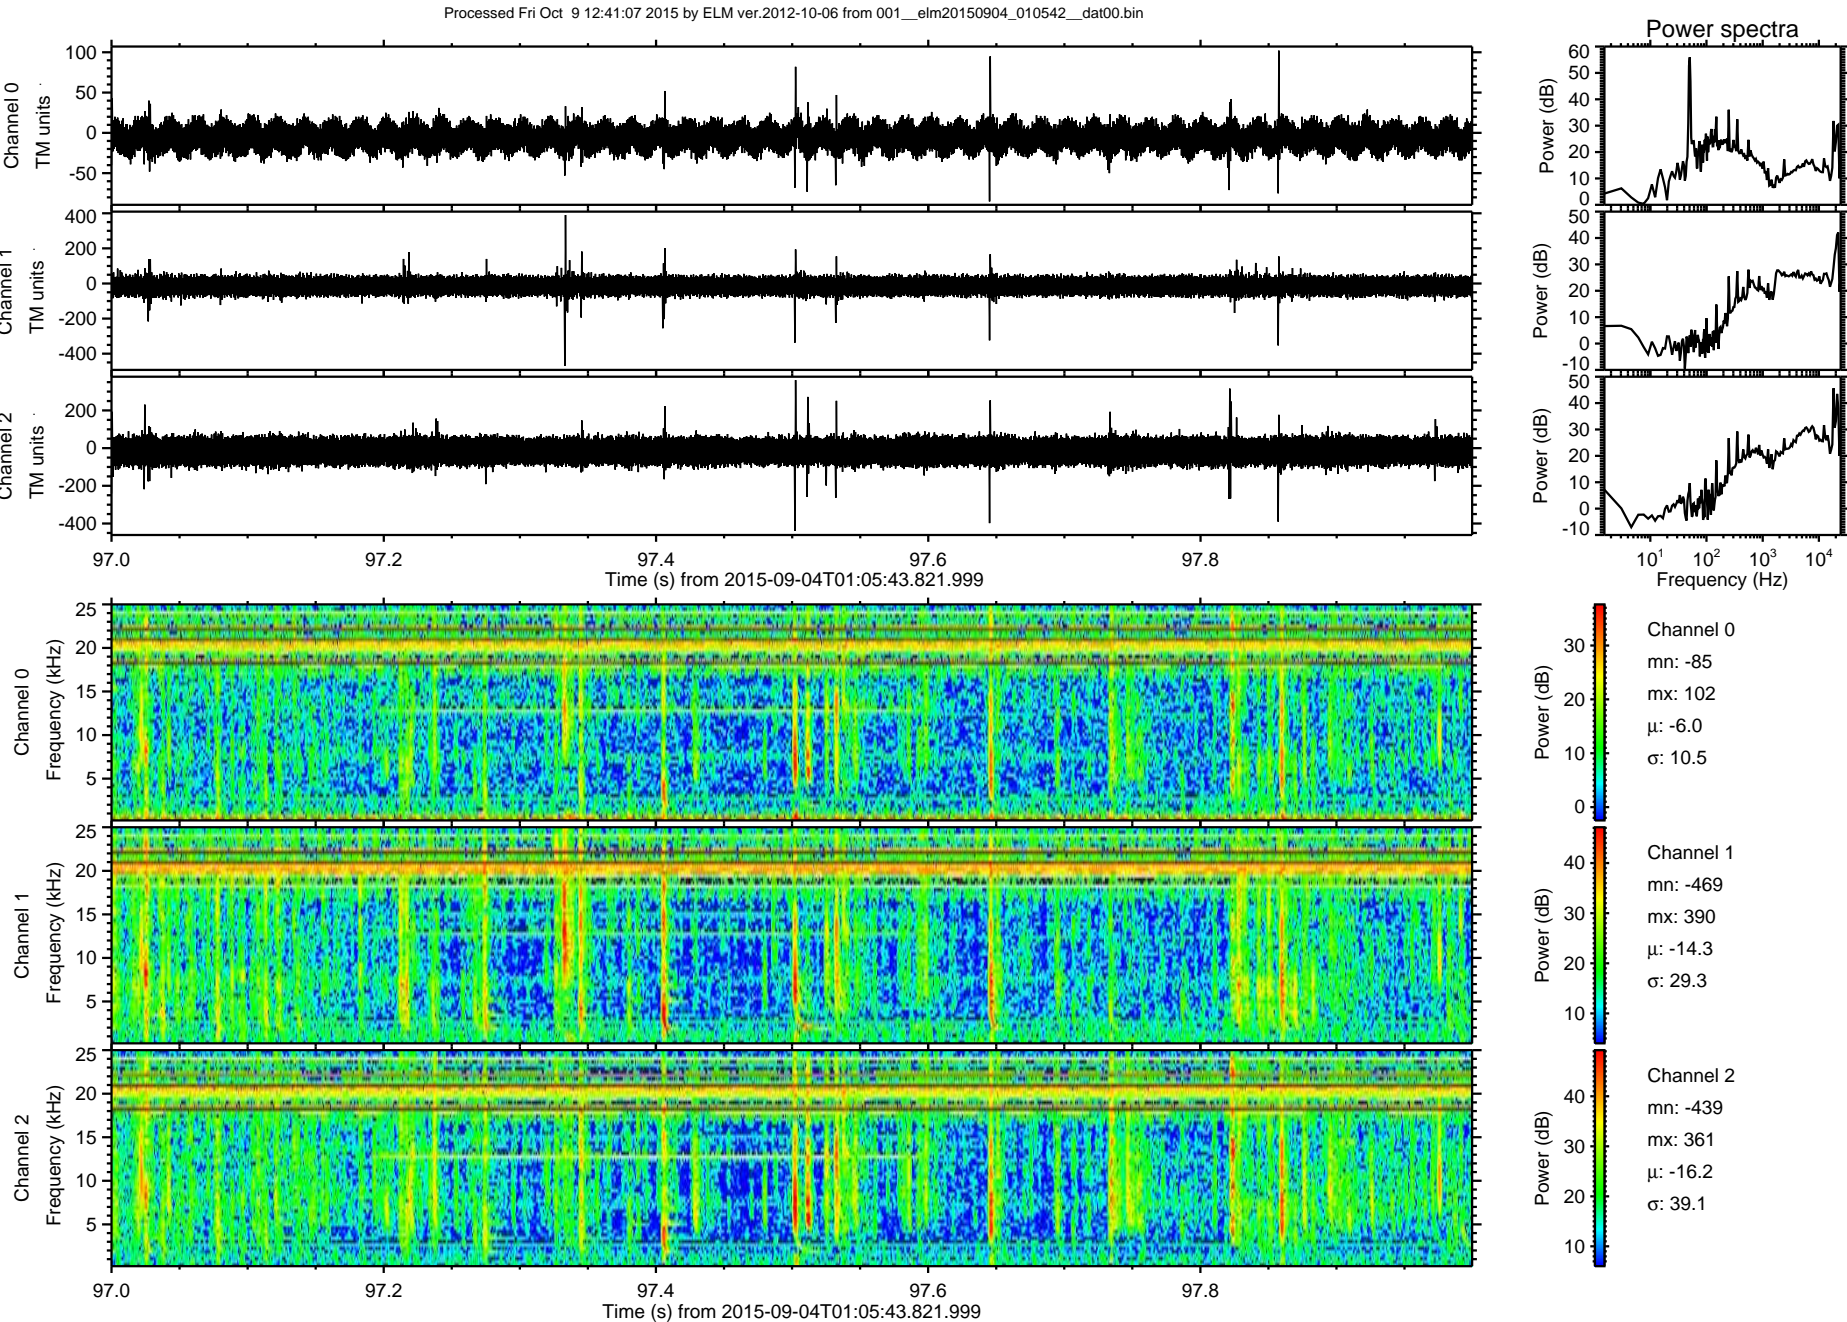 Processed Fri Oct 9 12:41:07 2015 by ELM ver.2012-10-06 from 001__elm20150904_010542__dat00.bin
Power spectra
Channel 0
TM units
100
50
0
-50
Power (dB)
60
50
40
30
20
10
0
Channel 1
TM units
400
200
0
-200
-400
Power (dB)
50
40
30
20
10
0
-10
Channel 2
TM units
200
0
-200
-400
Power (dB)
50
40
30
20
10
0
-10
97.0 97.2 97.4 97.6 97.8
Time (s) from 2015-09-04T01:05:43.821.999
10¹ 10² 10³ 10⁴
Frequency (Hz)
Channel 0
Frequency (kHz)
25
20
15
10
5
Power (dB)
30
20
10
0
Channel 0
mn: -85
mx: 102
μ: -6.0
σ: 10.5
Channel 1
Frequency (kHz)
25
20
15
10
5
Power (dB)
40
30
20
10
Channel 1
mn: -469
mx: 390
μ: -14.3
σ: 29.3
Channel 2
Frequency (kHz)
25
20
15
10
5
Power (dB)
40
30
20
10
Channel 2
mn: -439
mx: 361
μ: -16.2
σ: 39.1
97.0 97.2 97.4 97.6 97.8
Time (s) from 2015-09-04T01:05:43.821.999